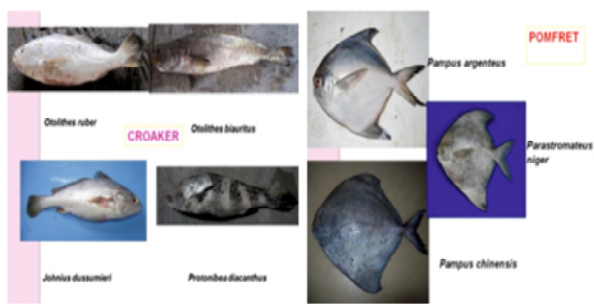 POMFRET
Pampus argenteus
Otolithes ruber
Otolithes biauritus
CROAKER
Parastromateus
niger
Pampus chinensis
Johnius dussumieri
Protonibea diacanthus